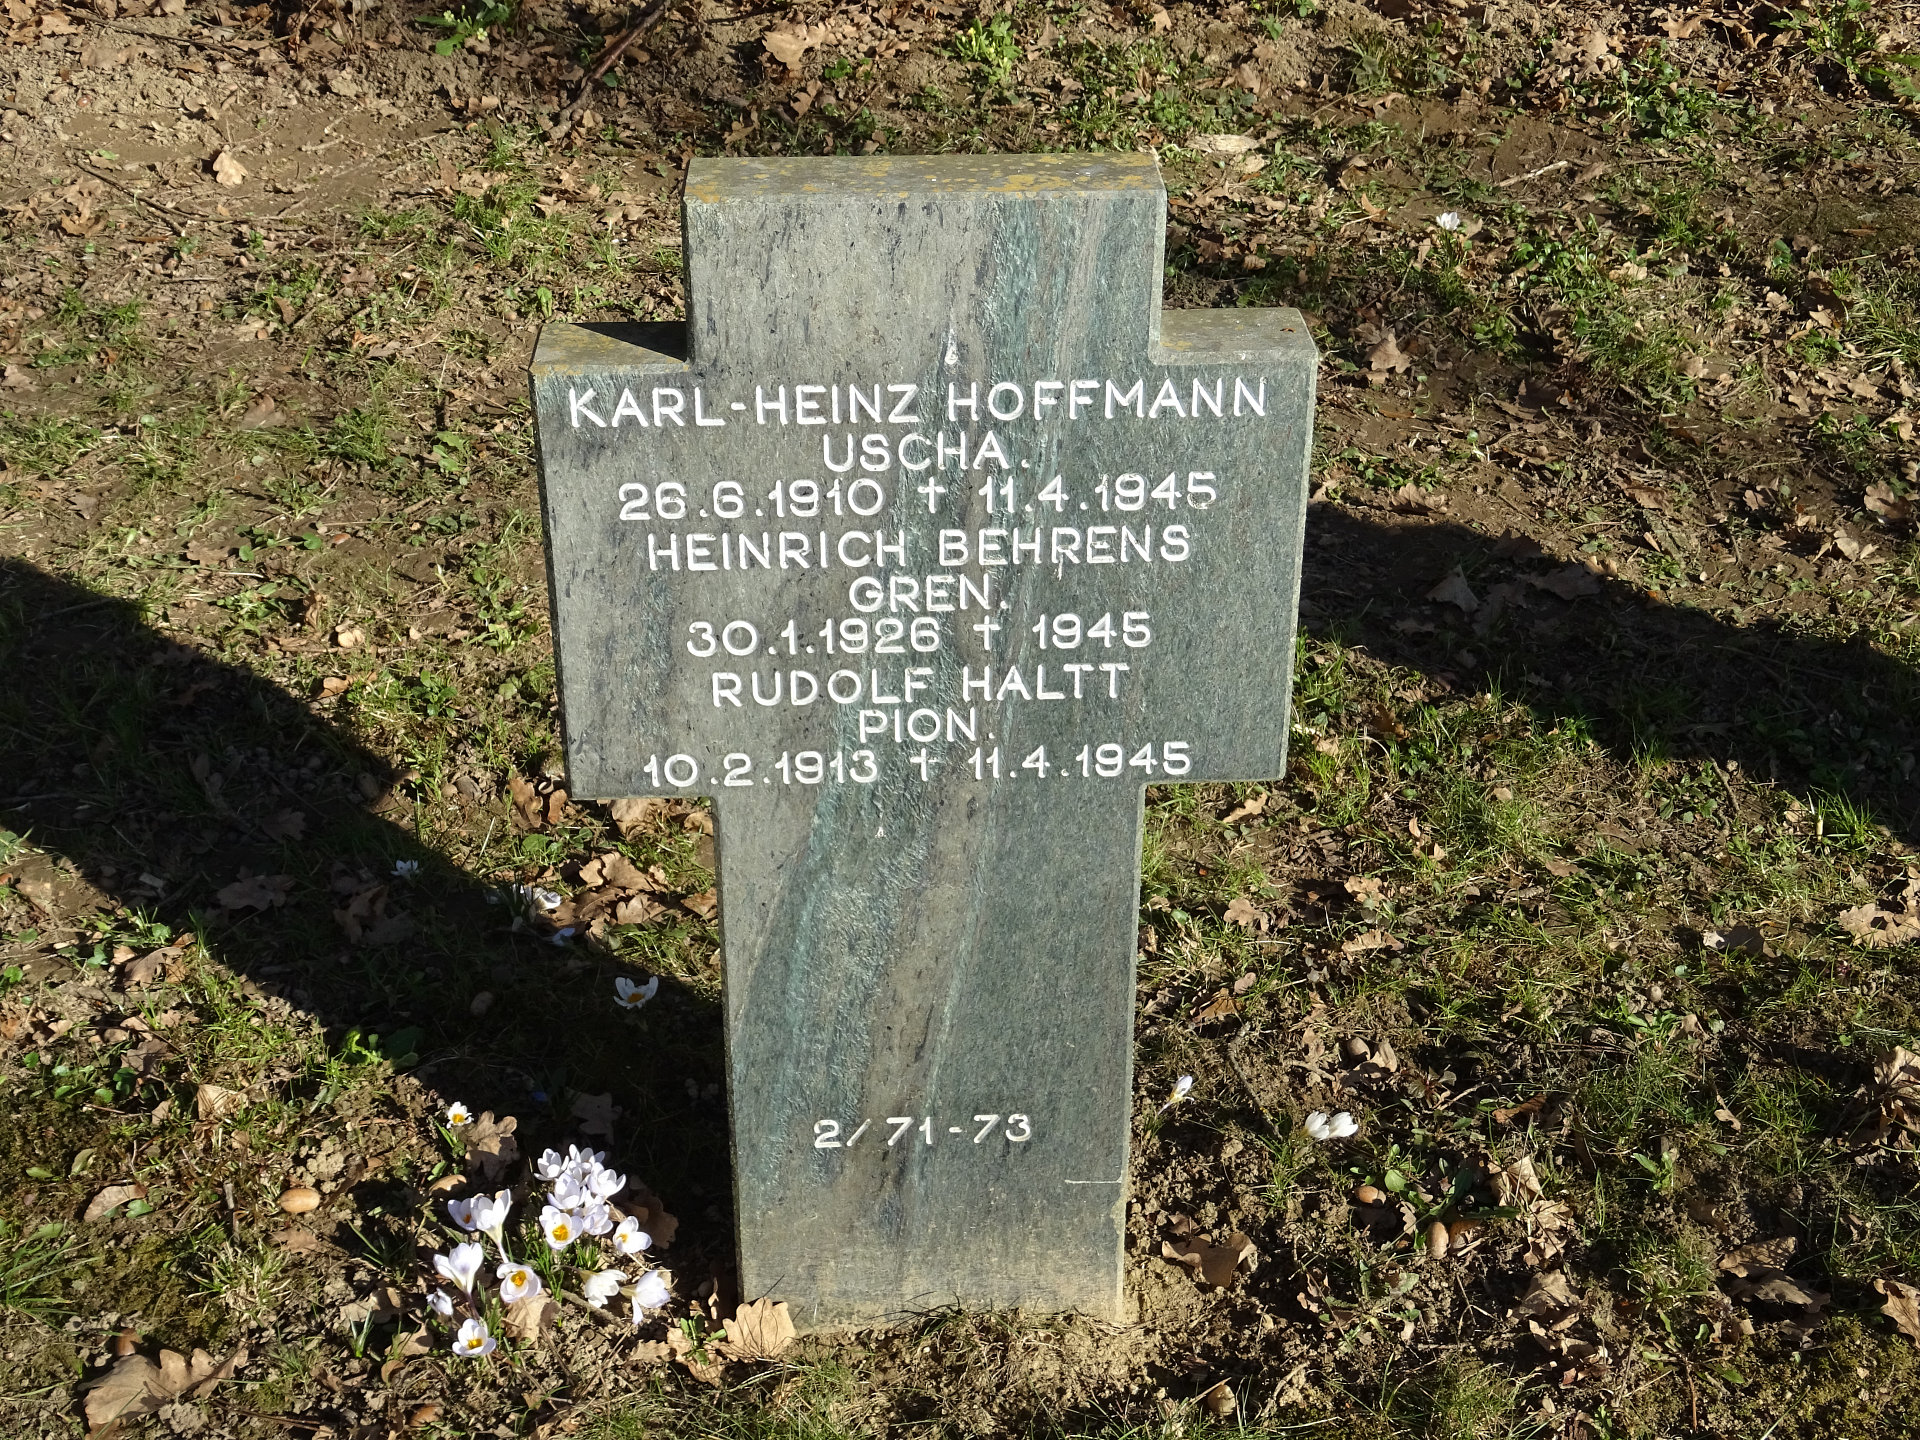 KARL-HEINZ HOFFMANN
USCHA.
26.6.1910 † 11.4.1945
HEINRICH BEHRENS
GREN.
30.1.1926 † 1945
RUDOLF HALTT
PION.
10.2.1913 † 11.4.1945
2/71-73